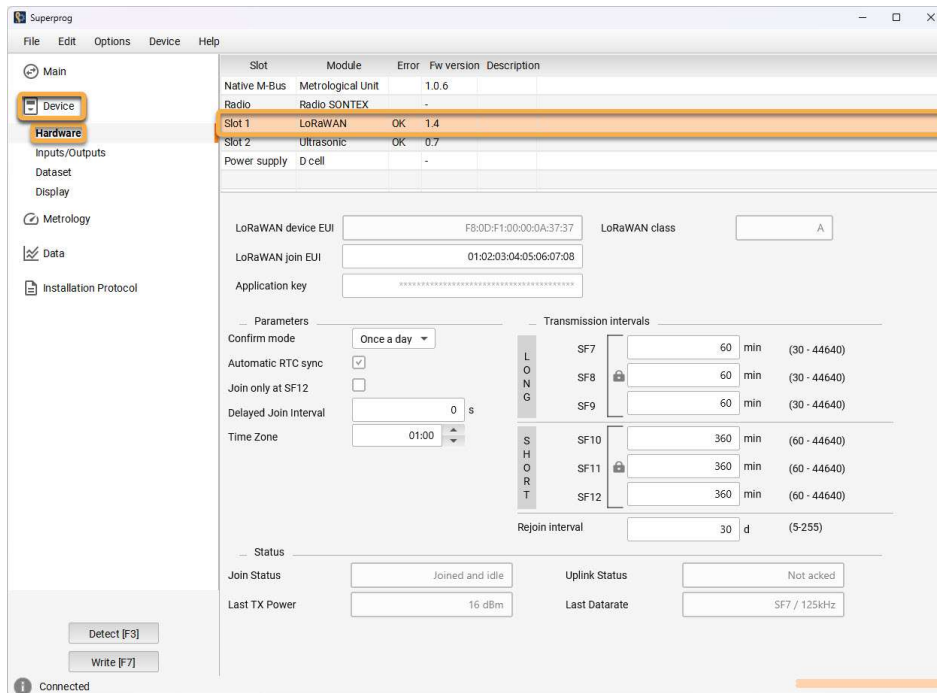 Superprog
File Edit Options Device Help
Main
Device
Hardware
Inputs/Outputs
Dataset
Display
Metrology
Data
Installation Protocol
Slot Module Error Fw version Description
Native M-Bus Metrological Unit 1.0.6
Radio Radio SONTEX -
Slot 1 LoRaWAN OK 1.4
Slot 2 Ultrasonic OK 0.7
Power supply D cell -
LoRaWAN device EUI F8:0D:F1:00:00:0A:37:37 LoRaWAN class A
LoRaWAN join EUI 01:02:03:04:05:06:07:08
Application key
Parameters
Confirm mode Once a day
Automatic RTC sync
Join only at SF12
Delayed Join Interval 0 s
Time Zone 01:00
Transmission intervals
LONG
SF7 60 min (30 - 44640)
SF8 60 min (30 - 44640)
SF9 60 min (30 - 44640)
SHORT
SF10 360 min (60 - 44640)
SF11 360 min (60 - 44640)
SF12 360 min (60 - 44640)
Rejoin interval 30 d (5-255)
Status
Join Status Joined and idle Uplink Status Not acked
Last TX Power 16 dBm Last Datarate SF7 / 125kHz
Detect [F3]
Write [F7]
Connected